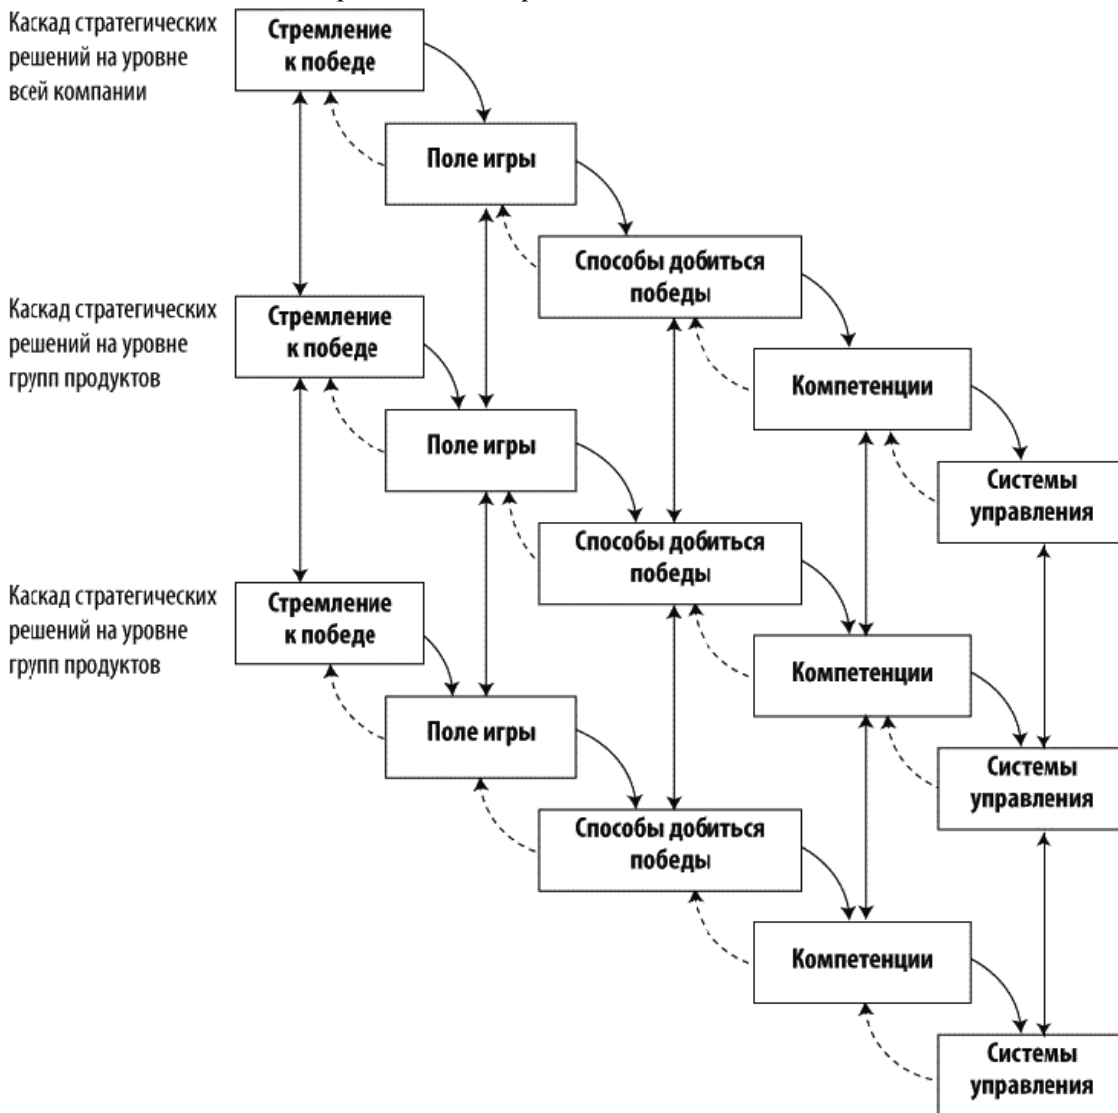 Каскад стратегических
решений на уровне
всей компании
Стремление
к победе
Поле игры
Способы добиться
победы
Компетенции
Системы
управления
Каскад стратегических
решений на уровне
групп продуктов
Стремление
к победе
Поле игры
Способы добиться
победы
Компетенции
Системы
управления
Каскад стратегических
решений на уровне
групп продуктов
Стремление
к победе
Поле игры
Способы добиться
победы
Компетенции
Системы
управления